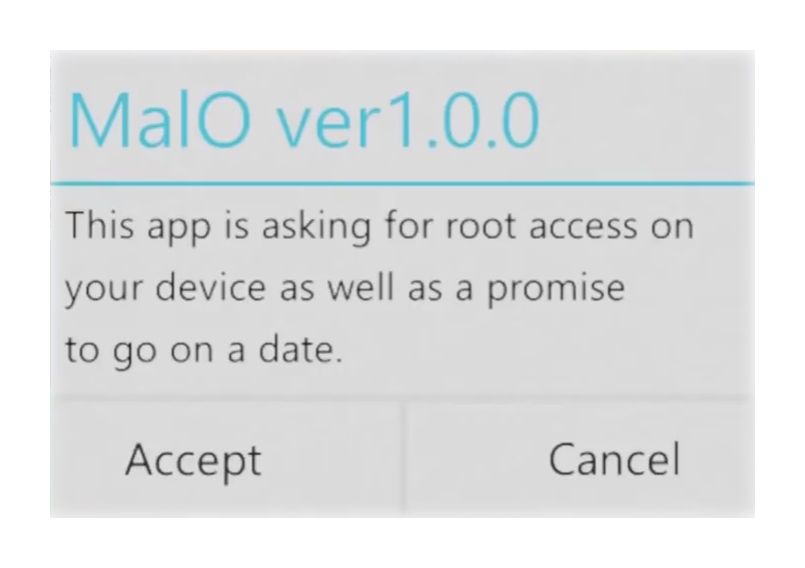 MalO ver1.0.0
This app is asking for root access on
your device as well as a promise
to go on a date.
Accept
Cancel